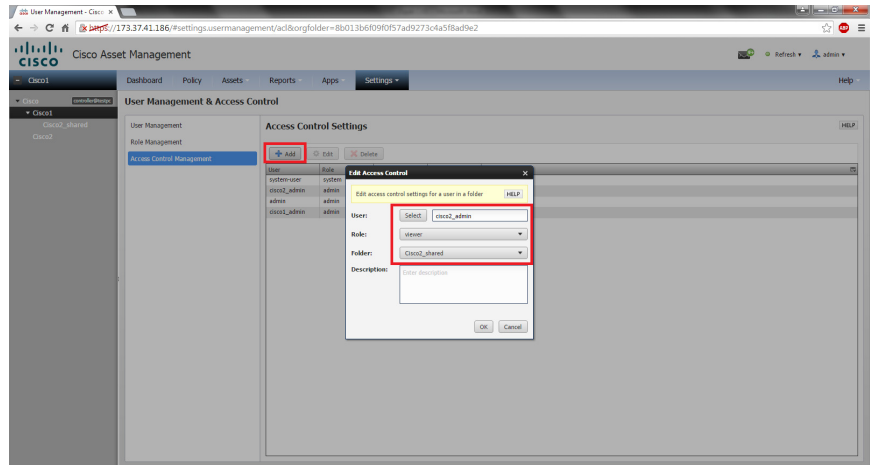 User Management - Cisco
https://173.37.41.186/#settings.usermanagement/acl&orgfolder=8b013b6f09f0f57ad9273c4a5f8ad9e2
CISCO Cisco Asset Management
Refresh admin
Cisco1
Dashboard Policy Assets Reports Apps Settings Help
Cisco
Cisco1
Cisco2_shared
Cisco2
User Management & Access Control
User Management
Role Management
Access Control Management
Access Control Settings HELP
Add Edit Delete
User Role
system-user system
cisco2_admin admin
admin admin
cisco1_admin admin
Edit Access Control
Edit access control settings for a user in a folder HELP
User: Select cisco2_admin
Role: viewer
Folder: Cisco2_shared
Description: Enter description
OK Cancel